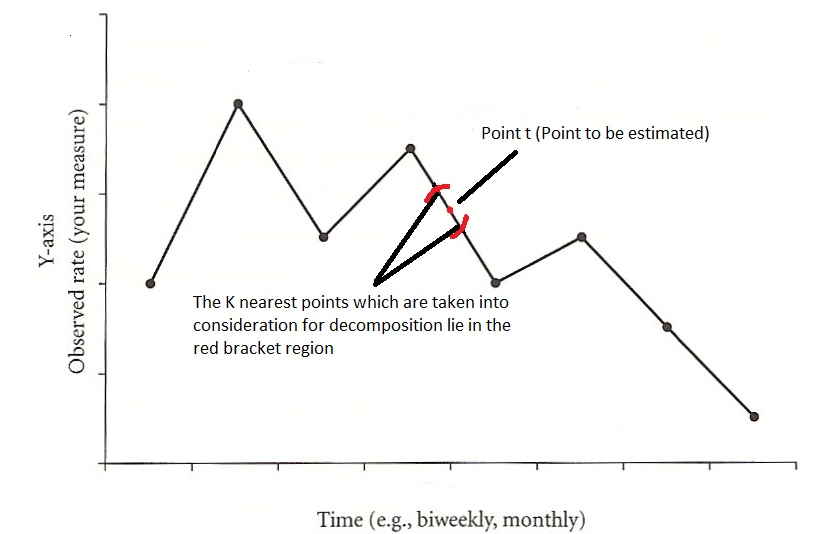 Y-axis
Observed rate (your measure)
Point t (Point to be estimated)
The K nearest points which are taken into
consideration for decomposition lie in the
red bracket region
Time (e.g., biweekly, monthly)